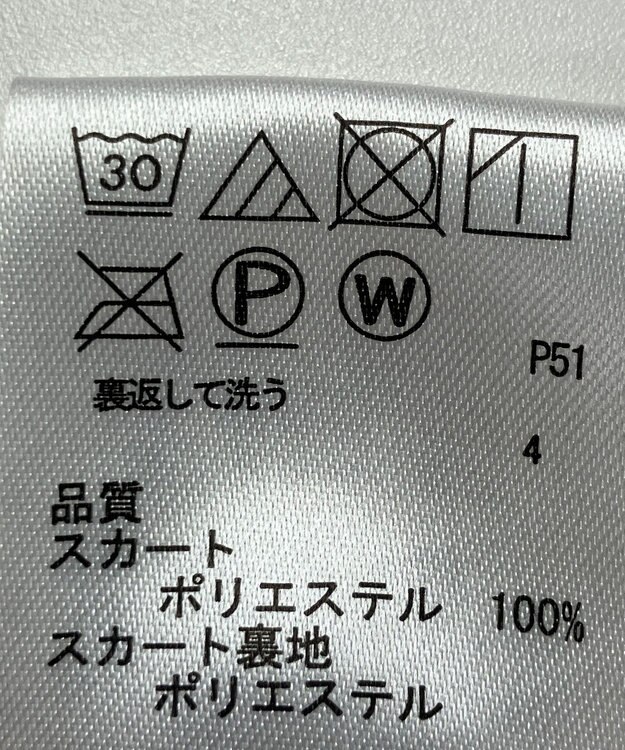 30
P W
P51
裏返して洗う
4
品質
スカート
ポリエステル 100%
スカート裏地
ポリエステル